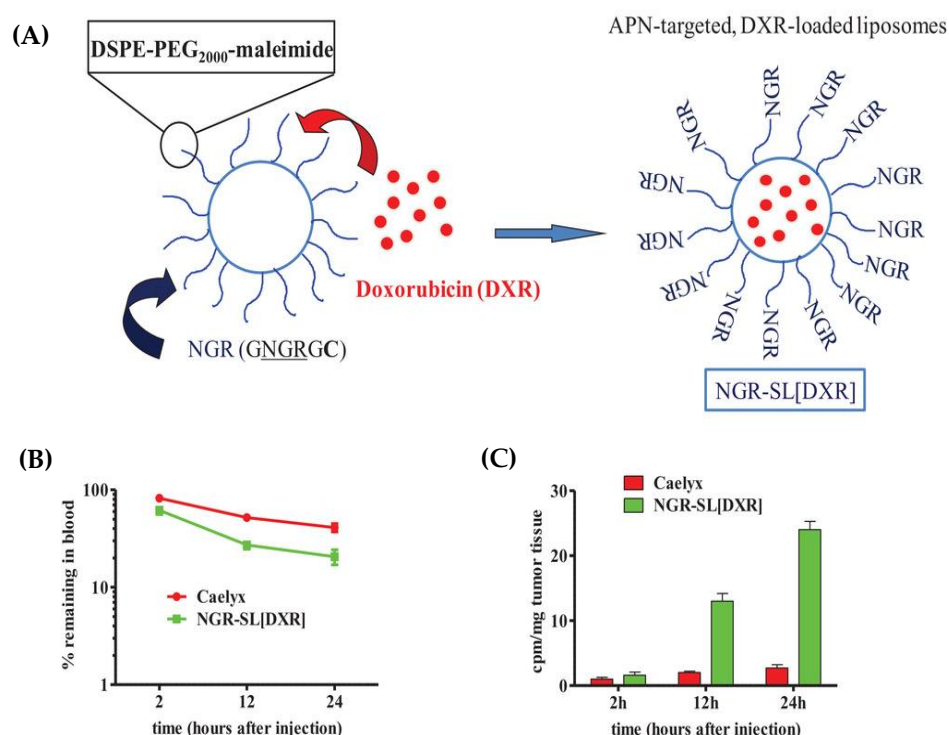 (A)
DSPE-PEG2000-maleimide
APN-targeted, DXR-loaded liposomes
Doxorubicin (DXR)
NGR (GNGRGC)
NGR
NGR
NGR
NGR
NGR
NGR
NGR
NGR
NGR
NGR
NGR
NGR
NGR
NGR
NGR-SL[DXR]
(B)
100
10
1
% remaining in blood
Caelyx
NGR-SL[DXR]
2
12
24
time (hours after injection)
(C)
Caelyx
NGR-SL[DXR]
30
20
10
0
cpm/mg tumor tissue
2h
12h
24h
time (hours after injection)